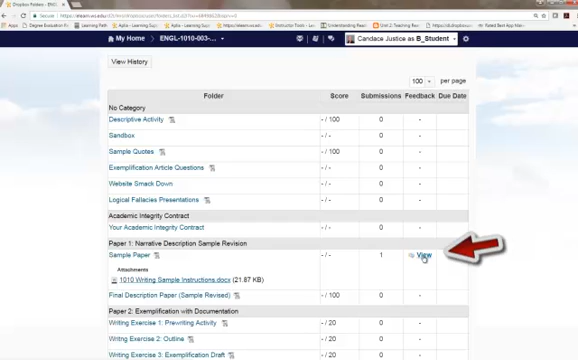 Dropbox Folders - ENGL
My Home
ENGL-1010-003-...
Candace Justice as B_Student
View History
100 per page
Folder Score Submissions Feedback Due Date
No Category
Descriptive Activity - / 100 0 -
Sandbox - / - 0 -
Sample Quotes - / 100 0 -
Exemplification Article Questions - / - 0 -
Website Smack Down - / - 0 -
Logical Fallacies Presentations - / - 0 -
Academic Integrity Contract
Your Academic Integrity Contract - / - 0 -
Paper 1: Narrative Description Sample Revision
Sample Paper - / - 1 View
Attachments
1010 Writing Sample Instructions.docx (21.87 KB)
Final Description Paper (Sample Revised) - / 100 0 -
Paper 2: Exemplification with Documentation
Writing Exercise 1: Prewriting Activity - / 20 0 -
Writing Exercise 2: Outline - / 20 0 -
Writing Exercise 3: Exemplification Draft - / 20 0 -